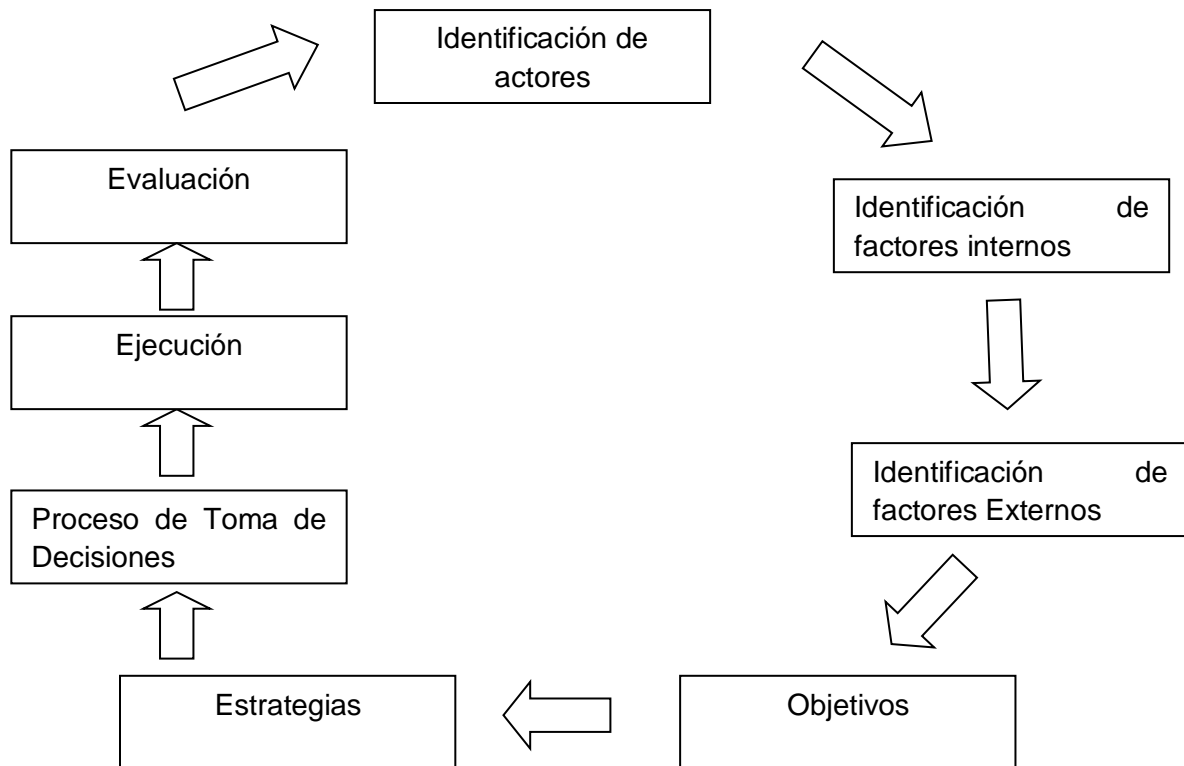 Identificación de
actores
Identificación de
factores internos
Identificación de
factores Externos
Objetivos
Estrategias
Proceso de Toma de
Decisiones
Ejecución
Evaluación